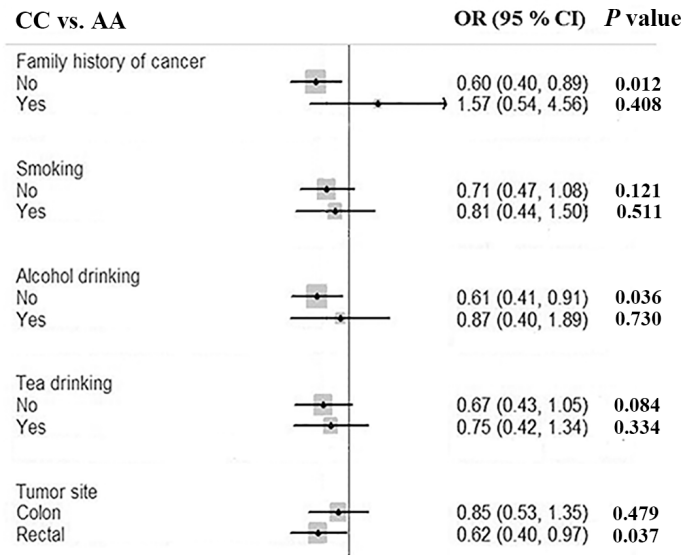 CC vs. AA OR (95 % CI) P value
Family history of cancer
No 0.60 (0.40, 0.89) 0.012
Yes 1.57 (0.54, 4.56) 0.408
Smoking
No 0.71 (0.47, 1.08) 0.121
Yes 0.81 (0.44, 1.50) 0.511
Alcohol drinking
No 0.61 (0.41, 0.91) 0.036
Yes 0.87 (0.40, 1.89) 0.730
Tea drinking
No 0.67 (0.43, 1.05) 0.084
Yes 0.75 (0.42, 1.34) 0.334
Tumor site
Colon 0.85 (0.53, 1.35) 0.479
Rectal 0.62 (0.40, 0.97) 0.037